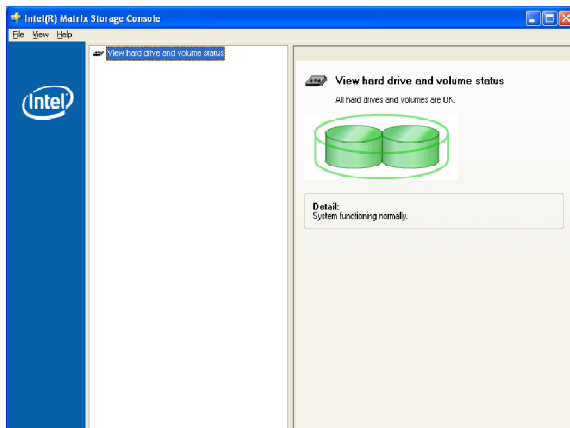 Intel(R) Matrix Storage Console
File View Help
View hard drive and volume status
(intel)
View hard drive and volume status
All hard drives and volumes are OK.
Detail:
System functioning normally.